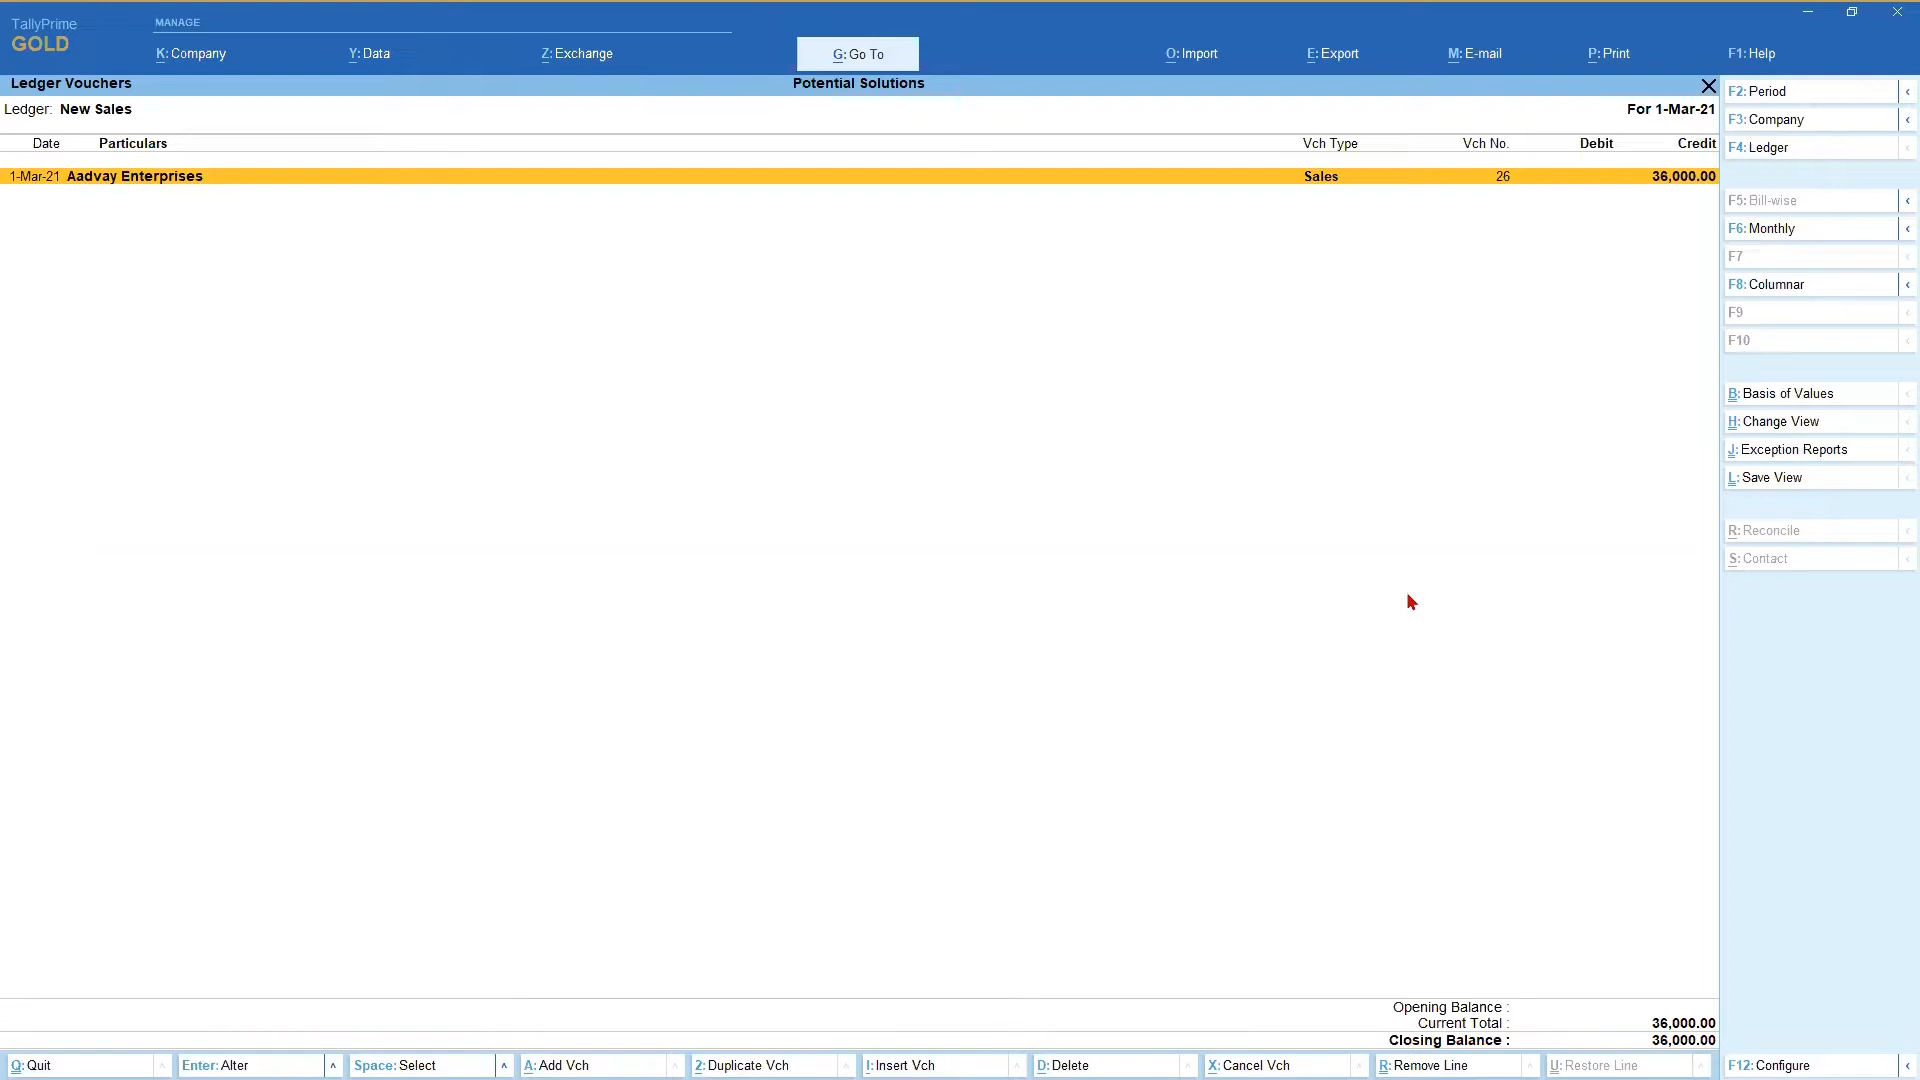 TallyPrime
GOLD
MANAGE
K: Company
Y: Data
Z: Exchange
G: Go To
O: Import
E: Export
M: E-mail
P: Print
F1: Help
Ledger Vouchers
Potential Solutions
Ledger: New Sales
For 1-Mar-21
Date Particulars Vch Type Vch No. Debit Credit
1-Mar-21 Aadvay Enterprises Sales 26 36,000.00
Opening Balance :
Current Total : 36,000.00
Closing Balance : 36,000.00
F2: Period
F3: Company
F4: Ledger
F5: Bill-wise
F6: Monthly
F7
F8: Columnar
F9
F10
B: Basis of Values
H: Change View
J: Exception Reports
L: Save View
R: Reconcile
S: Contact
Q: Quit
Enter: Alter
Space: Select
A: Add Vch
2: Duplicate Vch
I: Insert Vch
D: Delete
X: Cancel Vch
R: Remove Line
U: Restore Line
F12: Configure